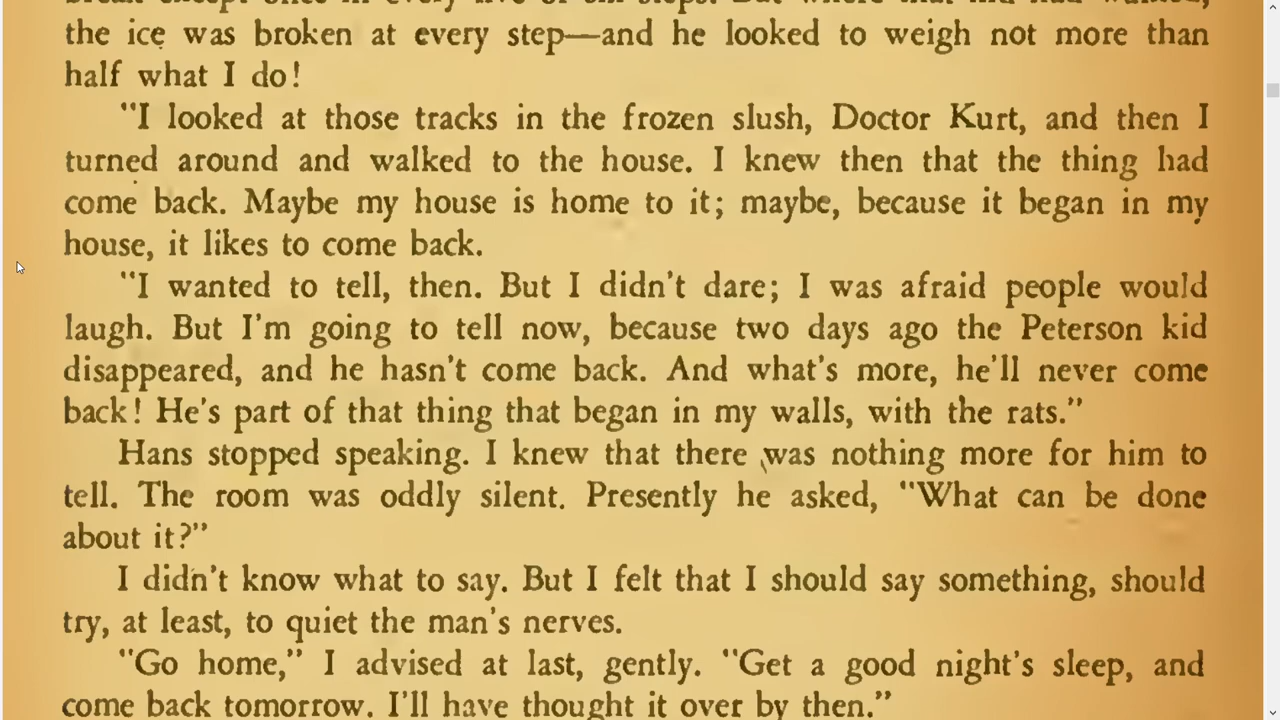 the ice was broken at every step—and he looked to weigh not more than
half what I do!
"I looked at those tracks in the frozen slush, Doctor Kurt, and then I
turned around and walked to the house. I knew then that the thing had
come back. Maybe my house is home to it; maybe, because it began in my
house, it likes to come back.
"I wanted to tell, then. But I didn't dare; I was afraid people would
laugh. But I'm going to tell now, because two days ago the Peterson kid
disappeared, and he hasn't come back. And what's more, he'll never come
back! He's part of that thing that began in my walls, with the rats."
Hans stopped speaking. I knew that there was nothing more for him to
tell. The room was oddly silent. Presently he asked, "What can be done
about it?"
I didn't know what to say. But I felt that I should say something, should
try, at least, to quiet the man's nerves.
"Go home," I advised at last, gently. "Get a good night's sleep, and
come back tomorrow. I'll have thought it over by then."